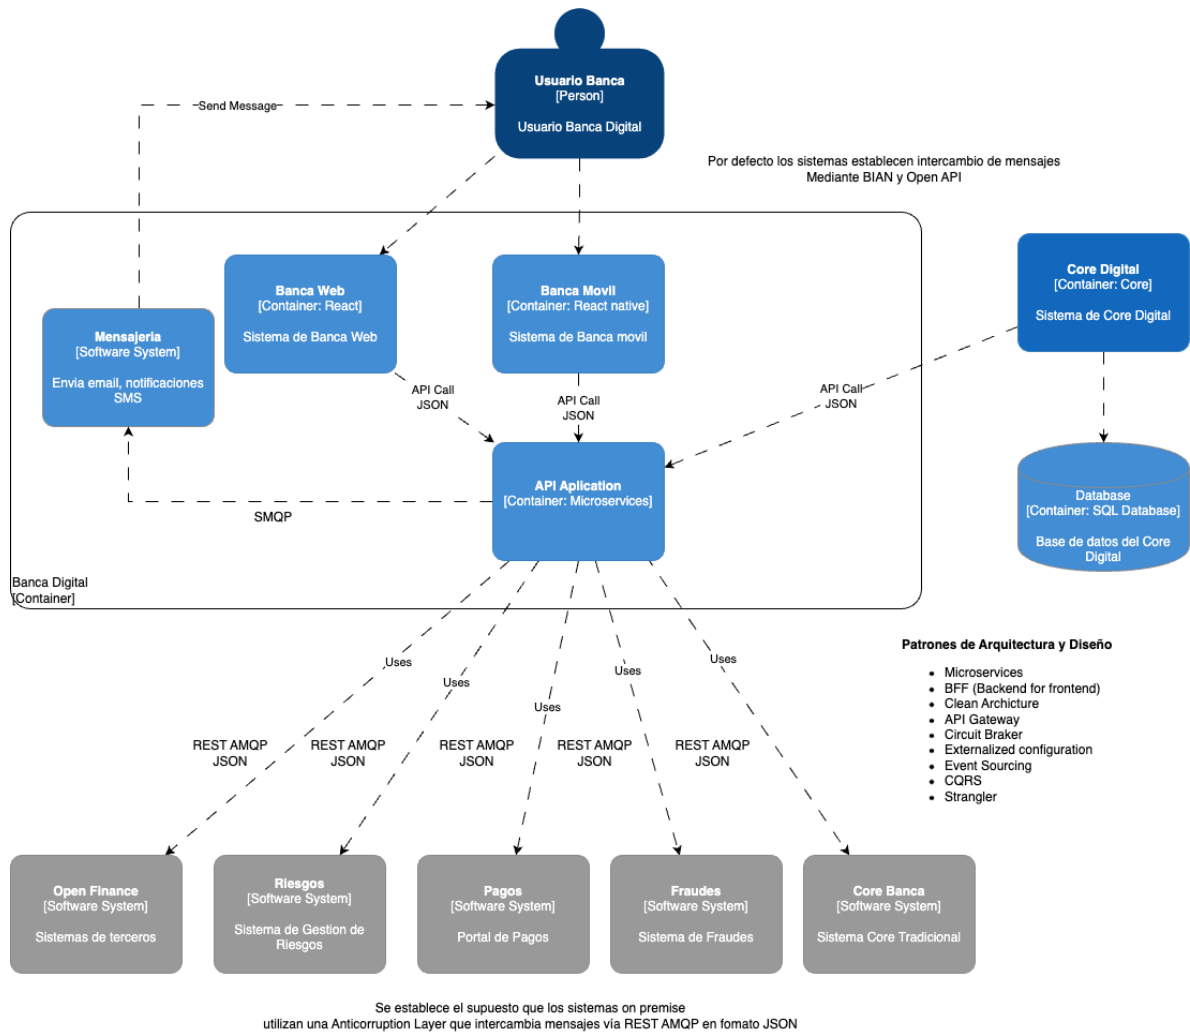 Usuario Banca
[Person]
Usuario Banca Digital
Send Message
Por defecto los sistemas establecen intercambio de mensajes
Mediante BIAN y Open API
Banca Web
[Container: React]
Sistema de Banca Web
Banca Movil
[Container: React native]
Sistema de Banca movil
Core Digital
[Container: Core]
Sistema de Core Digital
Mensajeria
[Software System]
Envia email, notificaciones
SMS
API Call
JSON
API Call
JSON
API Call
JSON
API Aplication
[Container: Microservices]
SMQP
Database
[Container: SQL Database]
Base de datos del Core
Digital
Banca Digital
[Container]
Patrones de Arquitectura y Diseño
• Microservices
• BFF (Backend for frontend)
• Clean Archicture
• API Gateway
• Circuit Braker
• Externalized configuration
• Event Sourcing
• CQRS
• Strangler
Uses
Uses
Uses
Uses
Uses
REST AMQP
JSON
REST AMQP
JSON
REST AMQP
JSON
REST AMQP
JSON
REST AMQP
JSON
Open Finance
[Software System]
Sistemas de terceros
Riesgos
[Software System]
Sistema de Gestion de
Riesgos
Pagos
[Software System]
Portal de Pagos
Fraudes
[Software System]
Sistema de Fraudes
Core Banca
[Software System]
Sistema Core Tradicional
Se establece el supuesto que los sistemas on premise
utilizan una Anticorruption Layer que intercambia mensajes vía REST AMQP en fomato JSON